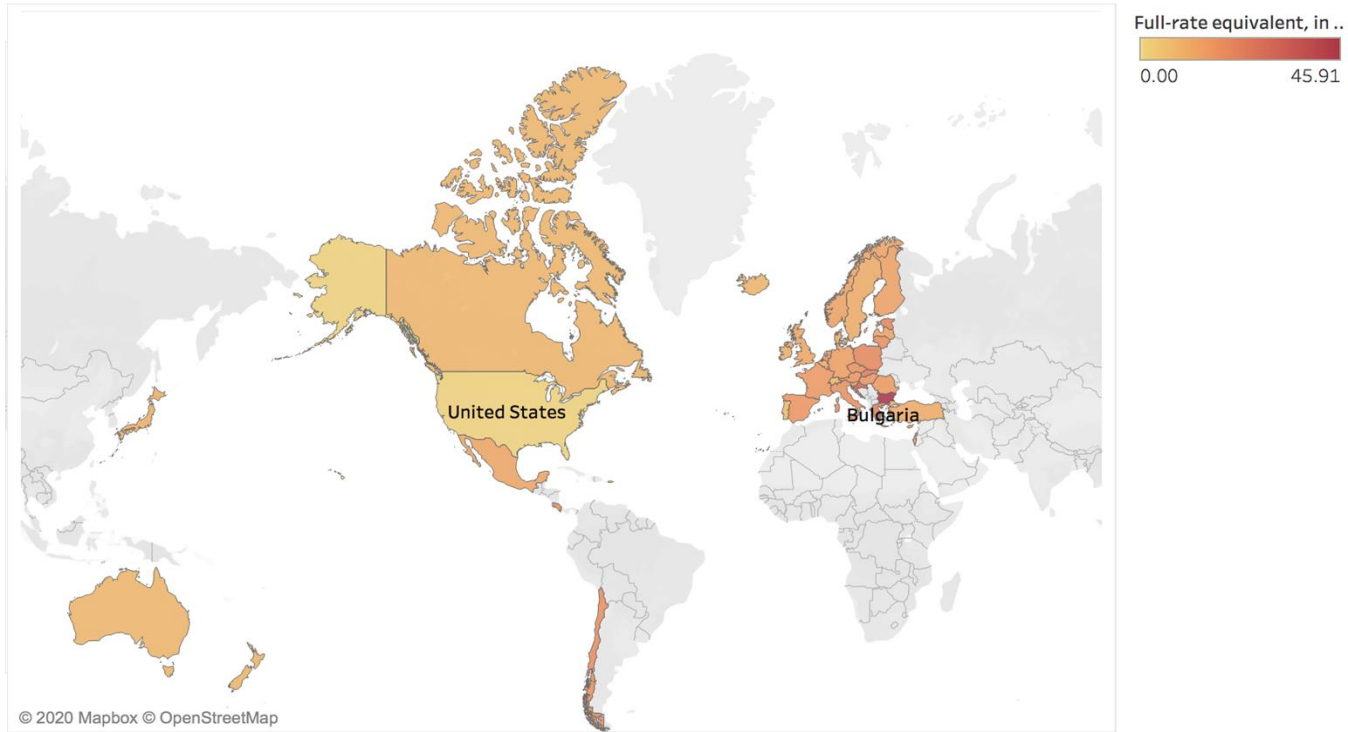 Full-rate equivalent, in ..
0.00 45.91
United States
Bulgaria
© 2020 Mapbox © OpenStreetMap